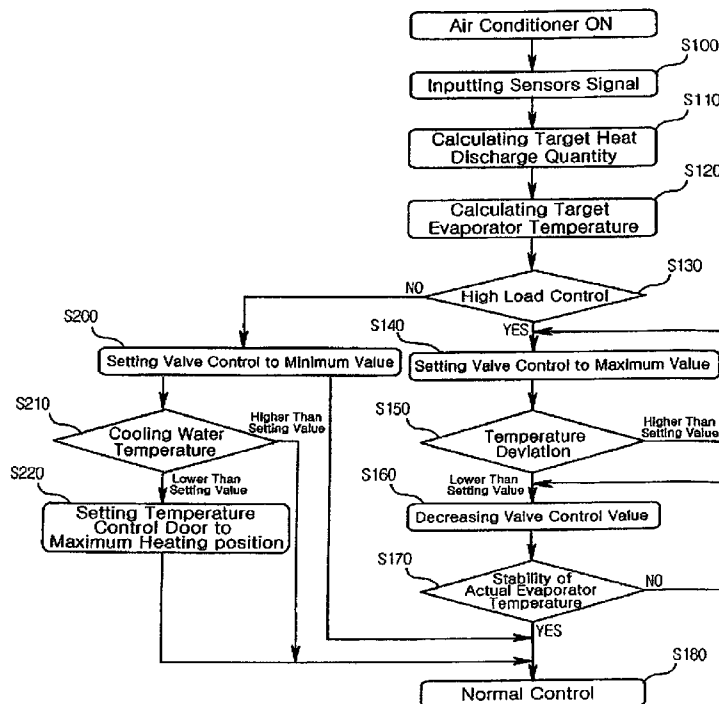 Air Conditioner ON
S100
Inputting Sensors Signal
S110
Calculating Target Heat
Discharge Quantity
S120
Calculating Target
Evaporator Temperature
S130
High Load Control
NO
YES
S200
Setting Valve Control to Minimum Value
S140
Setting Valve Control to Maximum Value
S210
Cooling Water
Temperature
Higher Than
Setting Value
Lower Than
Setting Value
S150
Temperature
Deviation
Higher Than
Setting Value
Lower Than
Setting Value
S220
Setting Temperature
Control Door to
Maximum Heating position
S160
Decreasing Valve Control Value
S170
Stability of
Actual Evaporator
Temperature
NO
YES
S180
Normal Control